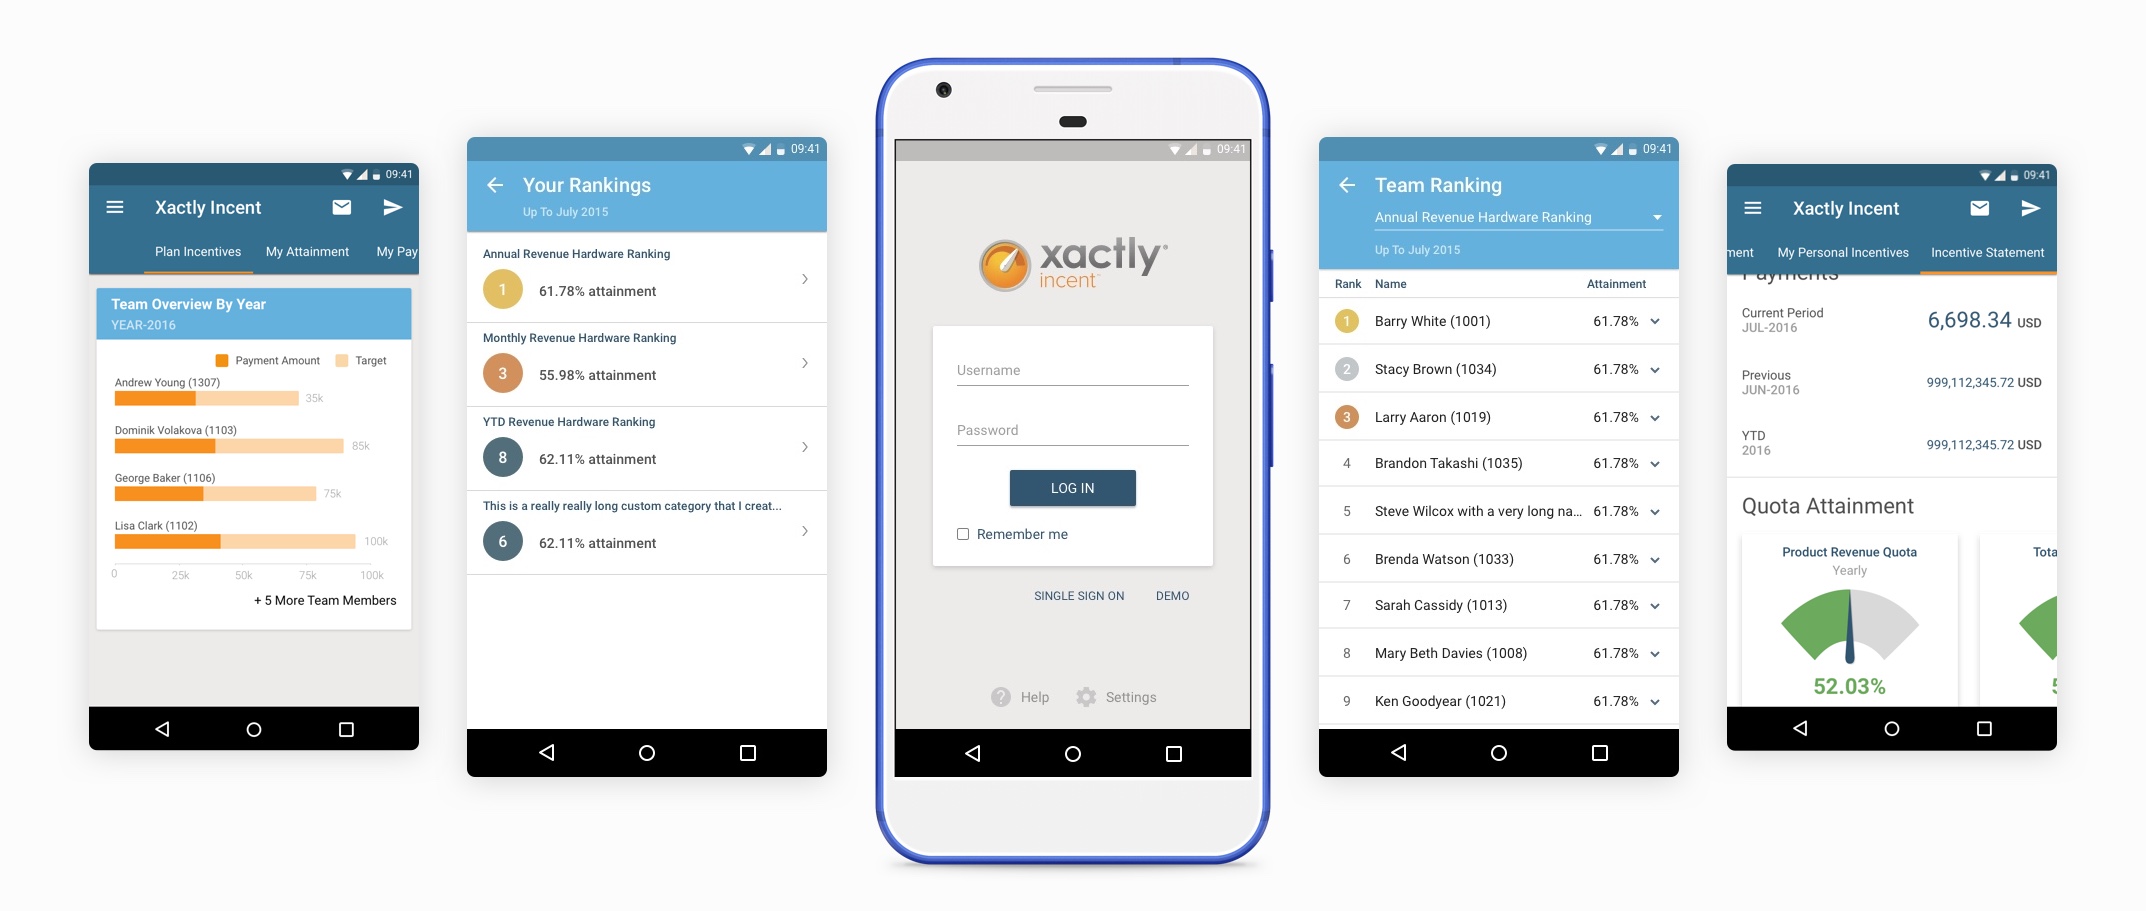 09:41
Xactly Incent
Plan Incentives My Attainment My Pay
Team Overview By Year
YEAR-2016
Payment Amount Target
Andrew Young (1307)
35k
Dominik Volakova (1103)
85k
George Baker (1106)
75k
Lisa Clark (1102)
100k
0 25k 50k 75k 100k
+ 5 More Team Members
09:41
Your Rankings
Up To July 2015
Annual Revenue Hardware Ranking
1 61.78% attainment
Monthly Revenue Hardware Ranking
3 55.98% attainment
YTD Revenue Hardware Ranking
8 62.11% attainment
This is a really really long custom category that I creat...
6 62.11% attainment
09:41
xactly
incent
Username
Password
LOG IN
Remember me
SINGLE SIGN ON DEMO
? Help Settings
09:41
Team Ranking
Annual Revenue Hardware Ranking
Up To July 2015
Rank Name Attainment
1 Barry White (1001) 61.78%
2 Stacy Brown (1034) 61.78%
3 Larry Aaron (1019) 61.78%
4 Brandon Takashi (1035) 61.78%
5 Steve Wilcox with a very long na... 61.78%
6 Brenda Watson (1033) 61.78%
7 Sarah Cassidy (1013) 61.78%
8 Mary Beth Davies (1008) 61.78%
9 Ken Goodyear (1021) 61.78%
09:41
Xactly Incent
ment My Personal Incentives Incentive Statement
Payments
Current Period
JUL-2016
6,698.34 USD
Previous
JUN-2016
999,112,345.72 USD
YTD
2016
999,112,345.72 USD
Quota Attainment
Product Revenue Quota
Yearly
52.03%
Tota
5